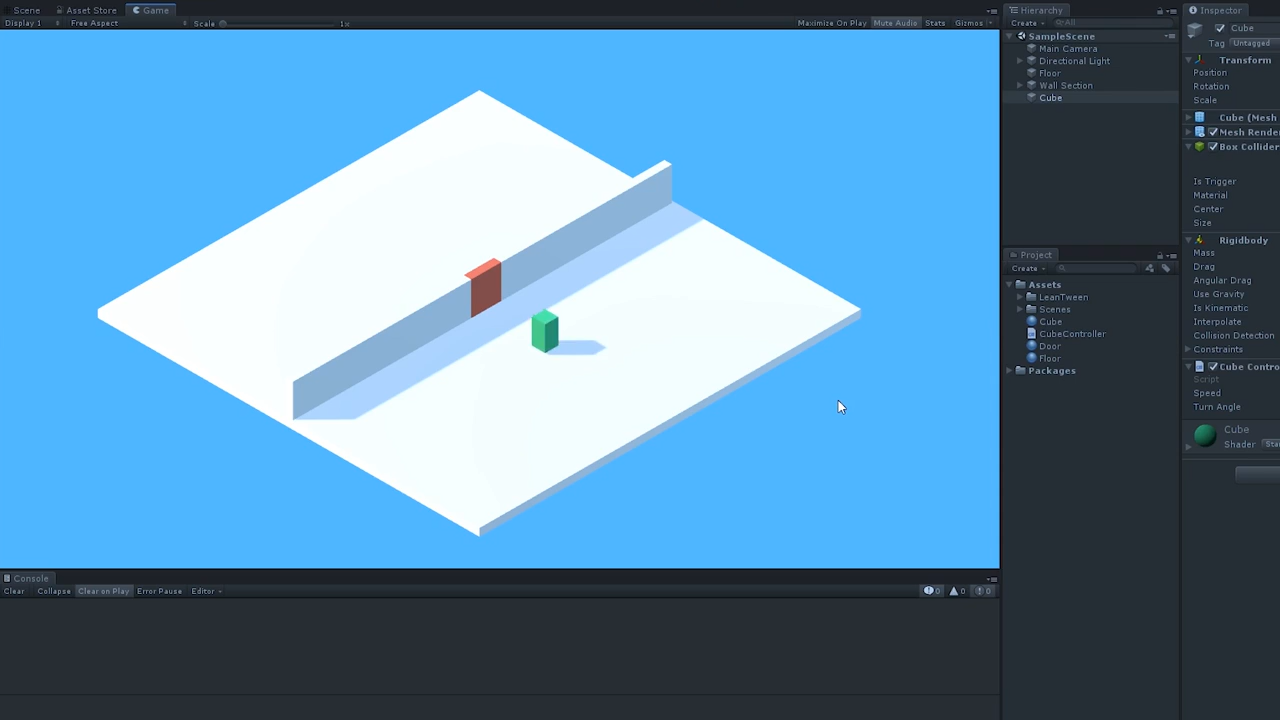 Scene Asset Store Game
Display 1 Free Aspect Scale 1x Maximize On Play Mute Audio Stats Gizmos
Hierarchy
Create All
SampleScene
Main Camera
Directional Light
Floor
Wall Section
Cube
Project
Create
Assets
LeanTween
Scenes
Cube
CubeController
Door
Floor
Packages
Inspector
Cube
Tag Untagged
Transform
Position
Rotation
Scale
Cube (Mesh
Mesh Rende
Box Collider
Is Trigger
Material
Center
Size
Rigidbody
Mass
Drag
Angular Drag
Use Gravity
Is Kinematic
Interpolate
Collision Detection
Constraints
Cube Contro
Script
Speed
Turn Angle
Cube
Shader Sta
Console
Clear Collapse Clear on Play Error Pause Editor 0 0 0